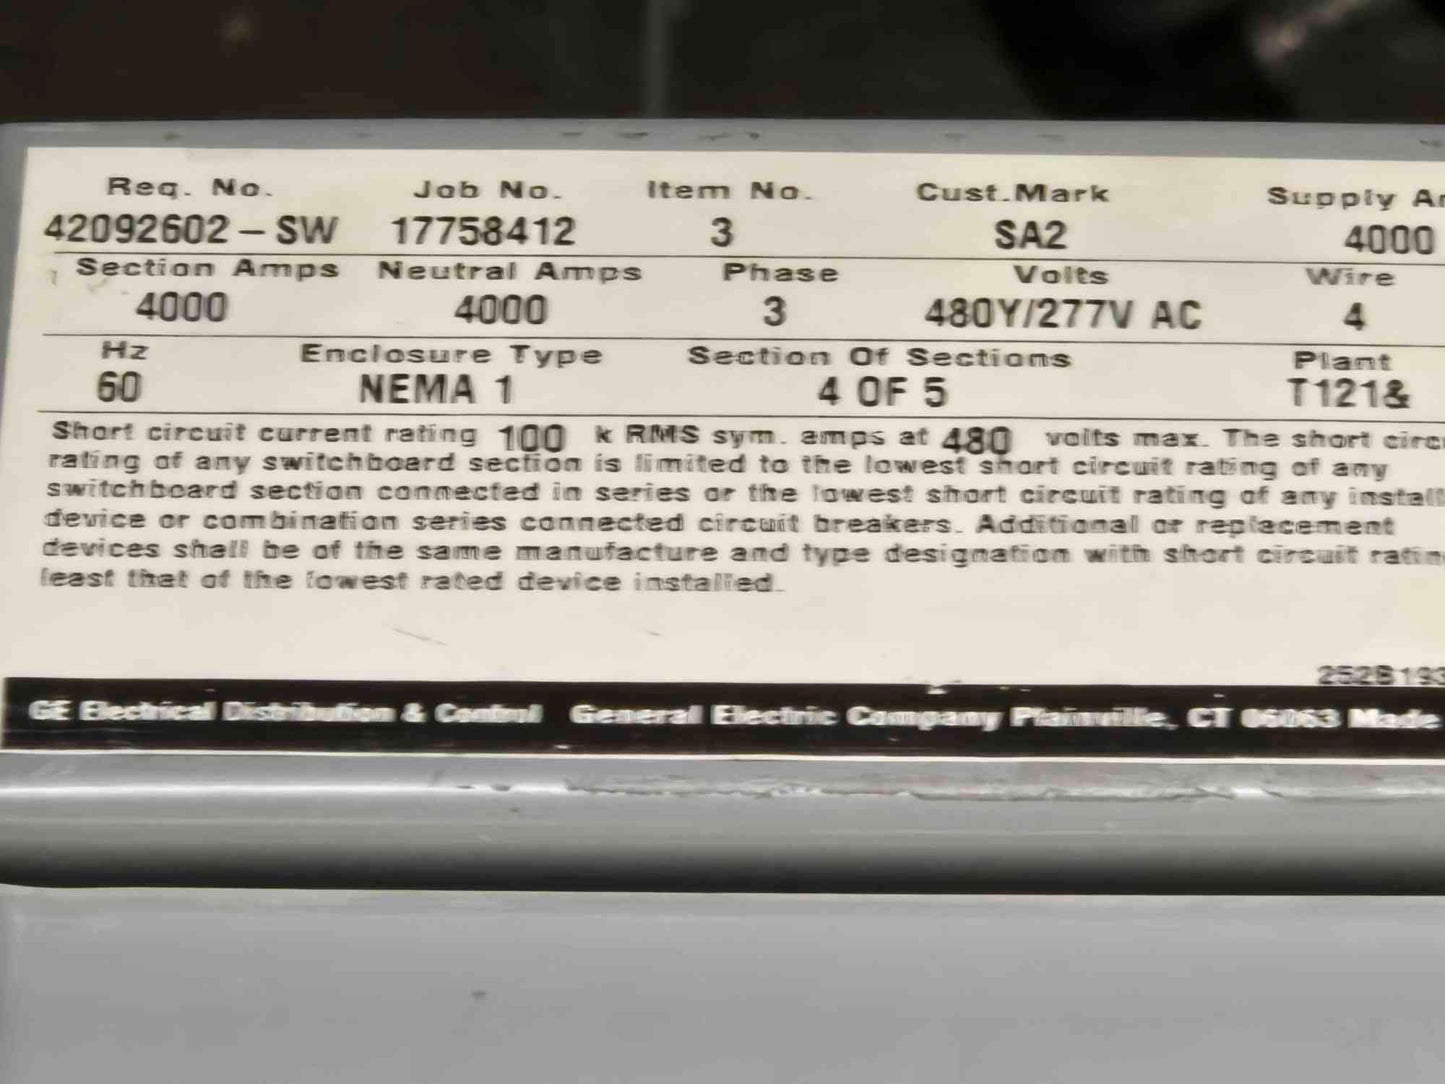 Req. No. Job No. Item No. Cust.Mark Supply
42092602-SW 17758412 3 SA2 4000
Section Amps Neutral Amps Phase Volts Wire
4000 4000 3 480Y/277V AC 4
Hz Enclosure Type Section Of Sections Plant
60 NEMA 1 4 OF 5 T121&
Short circuit current rating 100 k RMS sym. amps at 480 volts max. The short
rating of any switchboard section is limited to the lowest short circuit rating of any
switchboard section connected in series or the lowest short circuit rating of any
device or combination series connected circuit breakers. Additional or replacement
devices shall be of the same manufacture and type designation with short circuit
least that of the lowest rated device installed.
GE Electrical Distribution & Control General Electric Company Plainville, CT 06063 Made